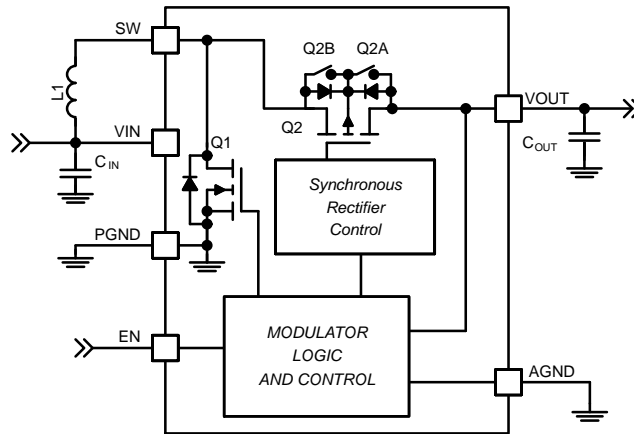 SW
Q2B Q2A
L1
Q2
VOUT
VIN
Q1
C IN
C OUT
Synchronous
Rectifier
Control
PGND
EN
MODULATOR
LOGIC
AND CONTROL
AGND